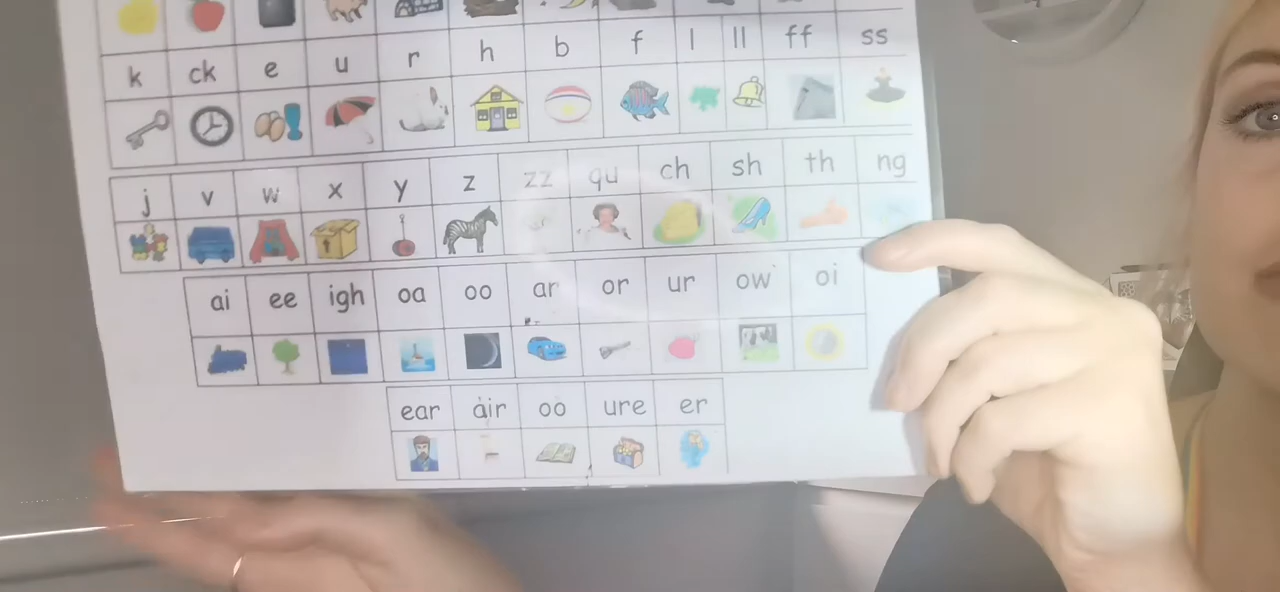 k ck e u r h b f l ll ff ss
j v w x y z zz qu ch sh th ng
ai ee igh oa oo ar or ur ow oi
ear air oo ure er